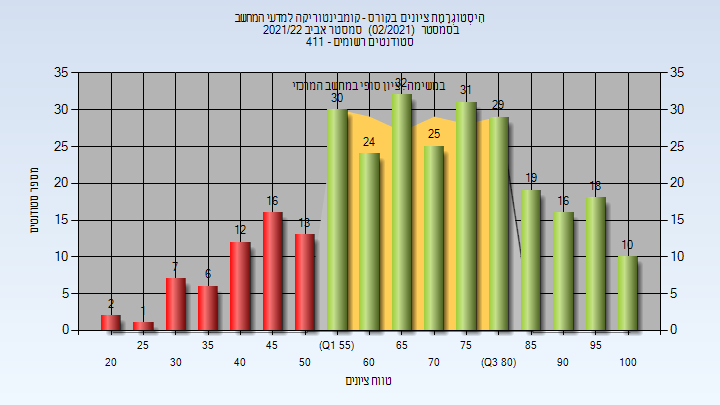 היסטוגרמת ציונים בקורס - קומבינטוריקה למדעי המחשב
בסמסטר (02/2021) סמסטר אביב 2021/22
סטודנטים רשומים - 411
במשימה ציון סופי במחשב המרכזי
מספר סטודנטים
35 30 25 20 15 10 5 0
2 1 7 6 12 16 13 30 24 32 25 31 29 19 16 18 10
35 30 25 20 15 10 5 0
25 35 45 (Q1 55) 65 75 85 95
20 30 40 50 60 70 (Q3 80) 90 100
טווח ציונים